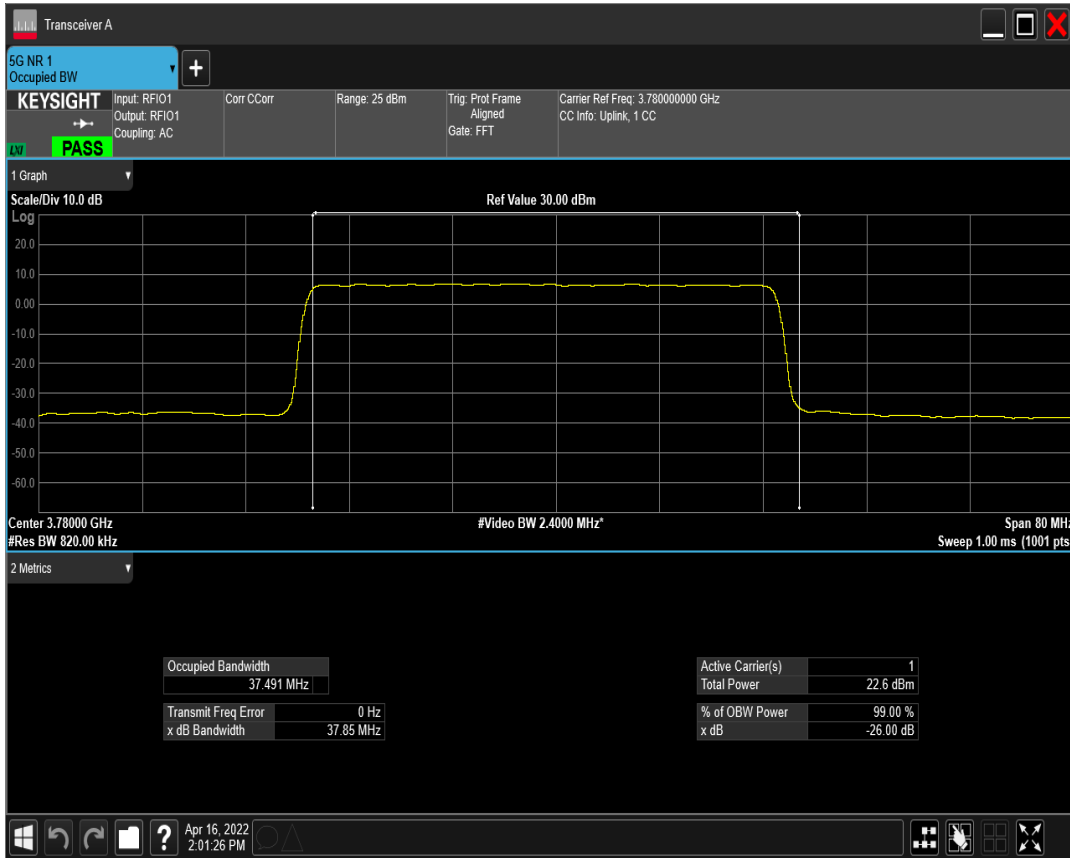 Transceiver A
5G NR 1
Occupied BW
KEYSIGHT
LXI
PASS
Input: RFIO1
Output: RFIO1
Coupling: AC
Corr CCorr
Range: 25 dBm
Trig: Prot Frame
Aligned
Gate: FFT
Carrier Ref Freq: 3.780000000 GHz
CC Info: Uplink, 1 CC
1 Graph
Scale/Div 10.0 dB
Ref Value 30.00 dBm
Log
20.0
10.0
0.00
-10.0
-20.0
-30.0
-40.0
-50.0
-60.0
Center 3.78000 GHz
#Video BW 2.4000 MHz*
Span 80 MHz
#Res BW 820.00 kHz
Sweep 1.00 ms (1001 pts
2 Metrics
Occupied Bandwidth
37.491 MHz
Transmit Freq Error 0 Hz
x dB Bandwidth 37.85 MHz
Active Carrier(s) 1
Total Power 22.6 dBm
% of OBW Power 99.00 %
x dB -26.00 dB
Apr 16, 2022
2:01:26 PM